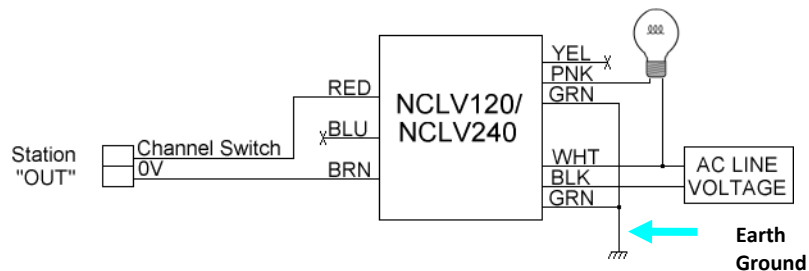 YEL
PNK
GRN
RED
NCLV120/
NCLV240
BLU
Station
"OUT"
Channel Switch
0V
BRN
WHT
BLK
GRN
AC LINE
VOLTAGE
Earth
Ground